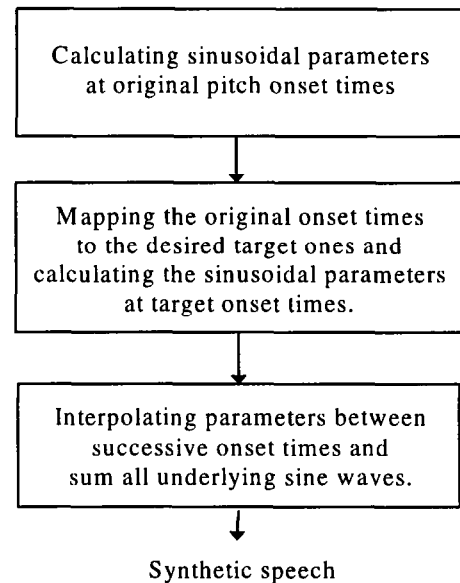 Calculating sinusoidal parameters
at original pitch onset times
Mapping the original onset times
to the desired target ones and
calculating the sinusoidal parameters
at target onset times.
Interpolating parameters between
successive onset times and
sum all underlying sine waves.
Synthetic speech